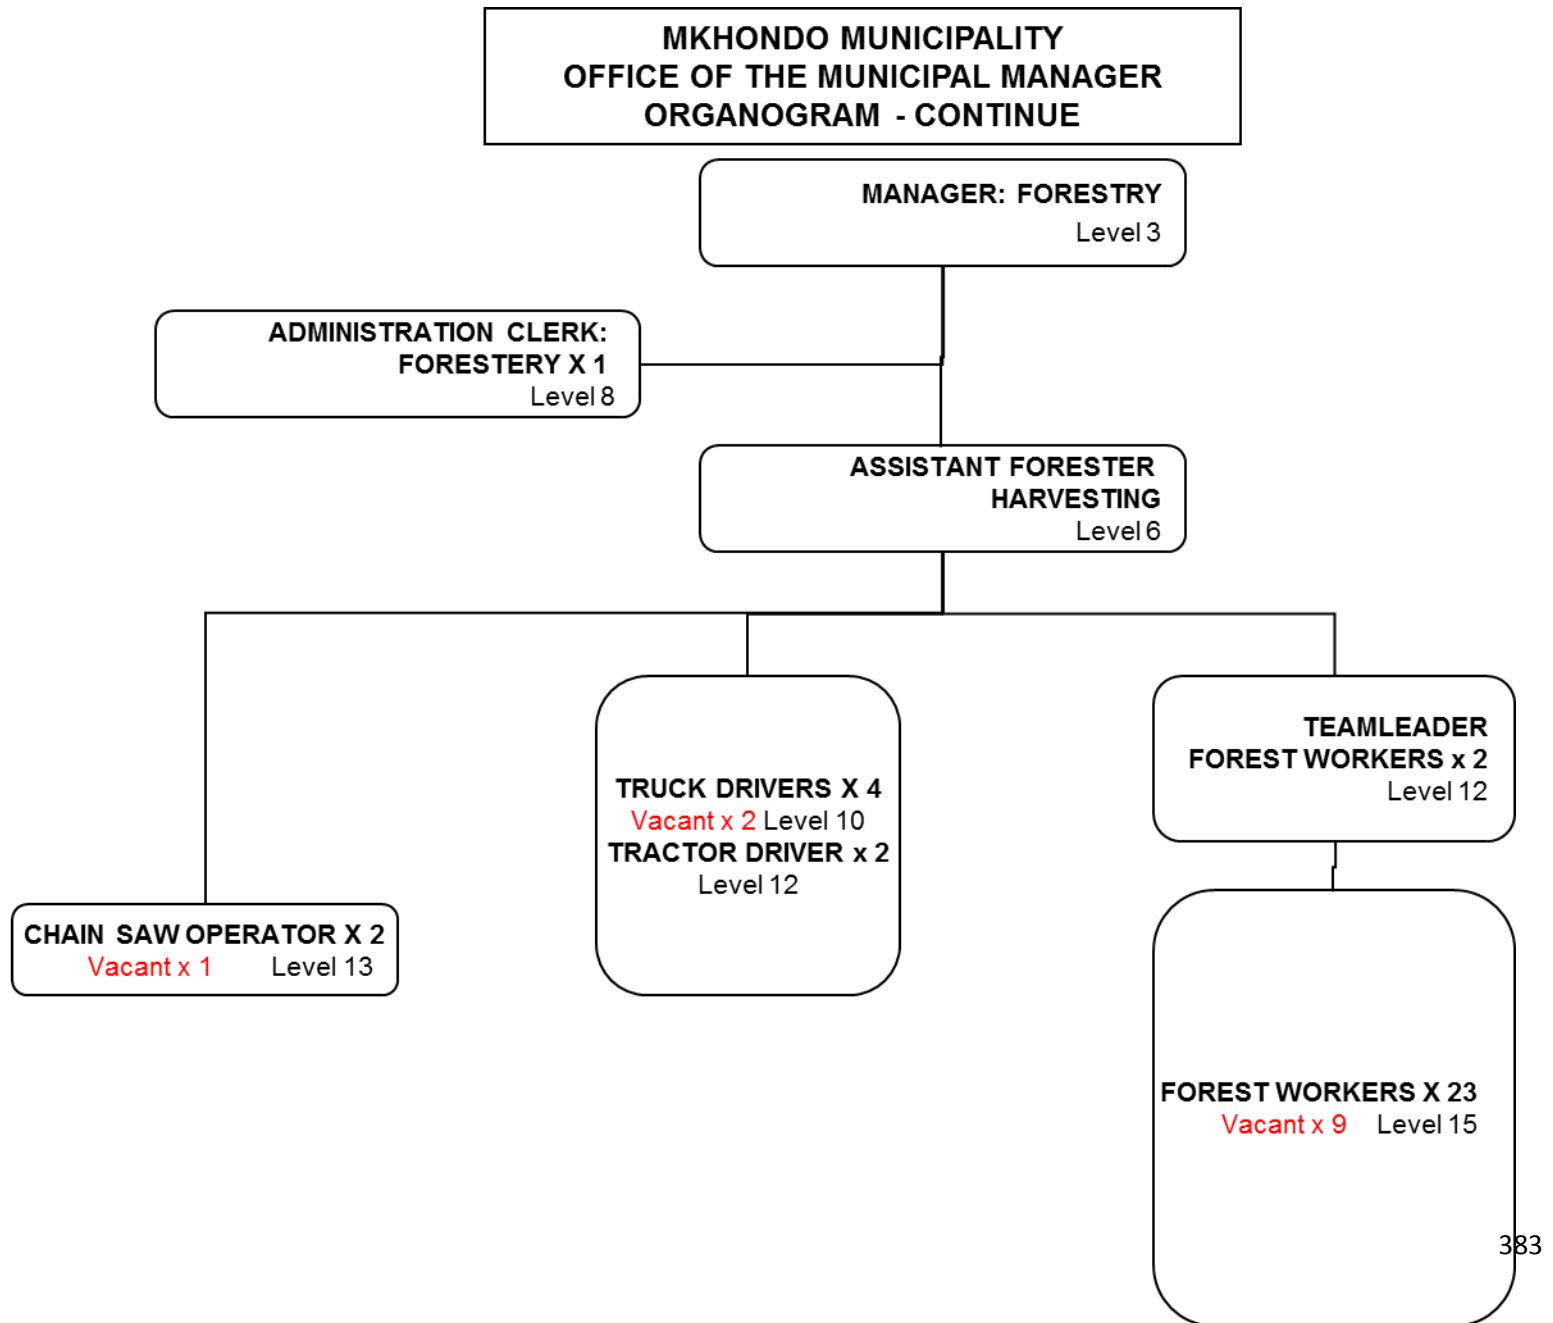 MKHONDO MUNICIPALITY
OFFICE OF THE MUNICIPAL MANAGER
ORGANOGRAM - CONTINUE
MANAGER: FORESTRY
Level 3
ADMINISTRATION CLERK:
FORESTERY X 1
Level 8
ASSISTANT FORESTER
HARVESTING
Level 6
TEAMLEADER
FOREST WORKERS x 2
Level 12
TRUCK DRIVERS X 4
Vacant x 2 Level 10
TRACTOR DRIVER x 2
Level 12
CHAIN SAW OPERATOR X 2
Vacant x 1 Level 13
FOREST WORKERS X 23
Vacant x 9 Level 15
383